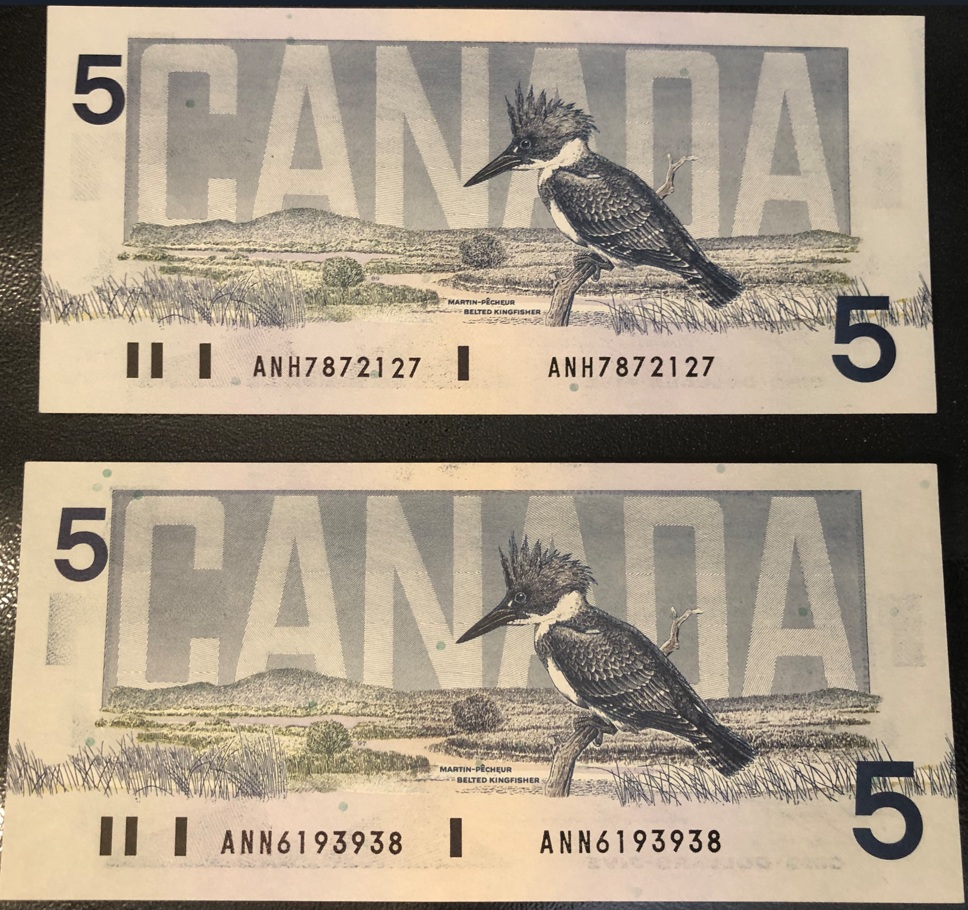 5
CANADA
MARTIN-PÊCHEUR
BELTED KINGFISHER
5
ANH7872127 ANH7872127
5
CANADA
MARTIN-PÊCHEUR
BELTED KINGFISHER
5
ANN6193938 ANN6193938